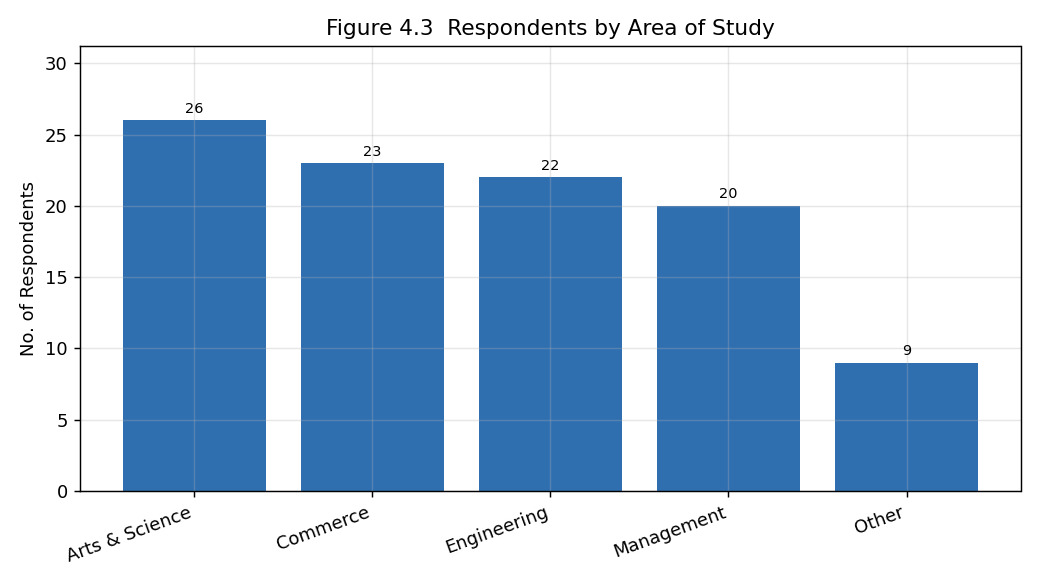 Figure 4.3  Respondents by Area of Study
No. of Respondents
30
25
20
15
10
5
0
26
23
22
20
9
Arts & Science
Commerce
Engineering
Management
Other